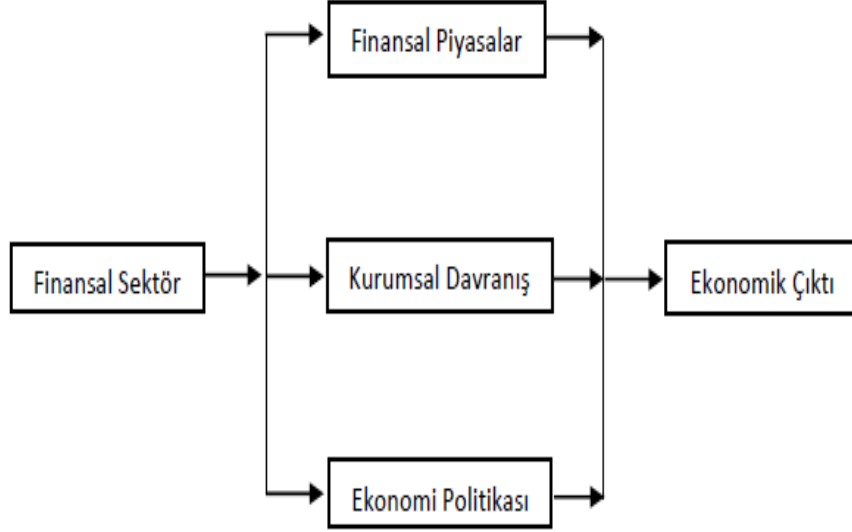 Finansal Piyasalar
Finansal Sektör
Kurumsal Davranış
Ekonomik Çıktı
Ekonomi Politikası